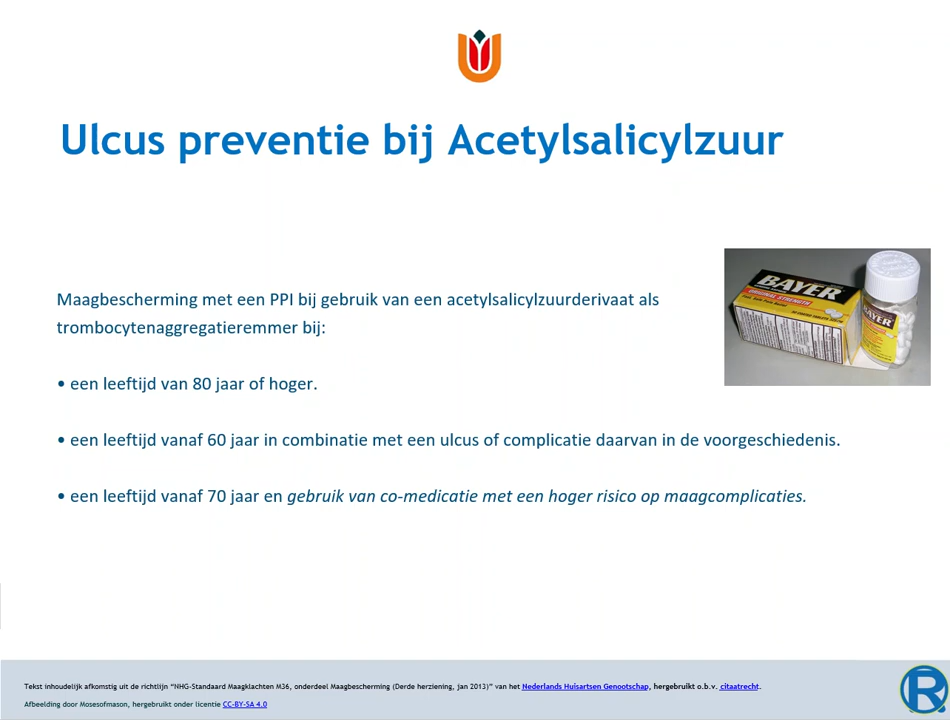 Ulcus preventie bij Acetylsalicylzuur
Maagbescherming met een PPI bij gebruik van een acetylsalicylzuurderivaat als
trombocytenaggregatieremmer bij:
• een leeftijd van 80 jaar of hoger.
• een leeftijd vanaf 60 jaar in combinatie met een ulcus of complicatie daarvan in de voorgeschiedenis.
• een leeftijd vanaf 70 jaar en gebruik van co-medicatie met een hoger risico op maagcomplicaties.
BAYER
ORIGINAL STRENGTH
BAYER
Tekst inhoudelijk afkomstig uit de richtlijn “NHG-Standaard Maagklachten M36, onderdeel Maagbescherming (Derde herziening, jan 2013)” van het Nederlands Huisartsen Genootschap, hergebruikt o.b.v. citaatrecht.
Afbeelding door Mosesofmason, hergebruikt onder licentie CC-BY-SA 4.0
R